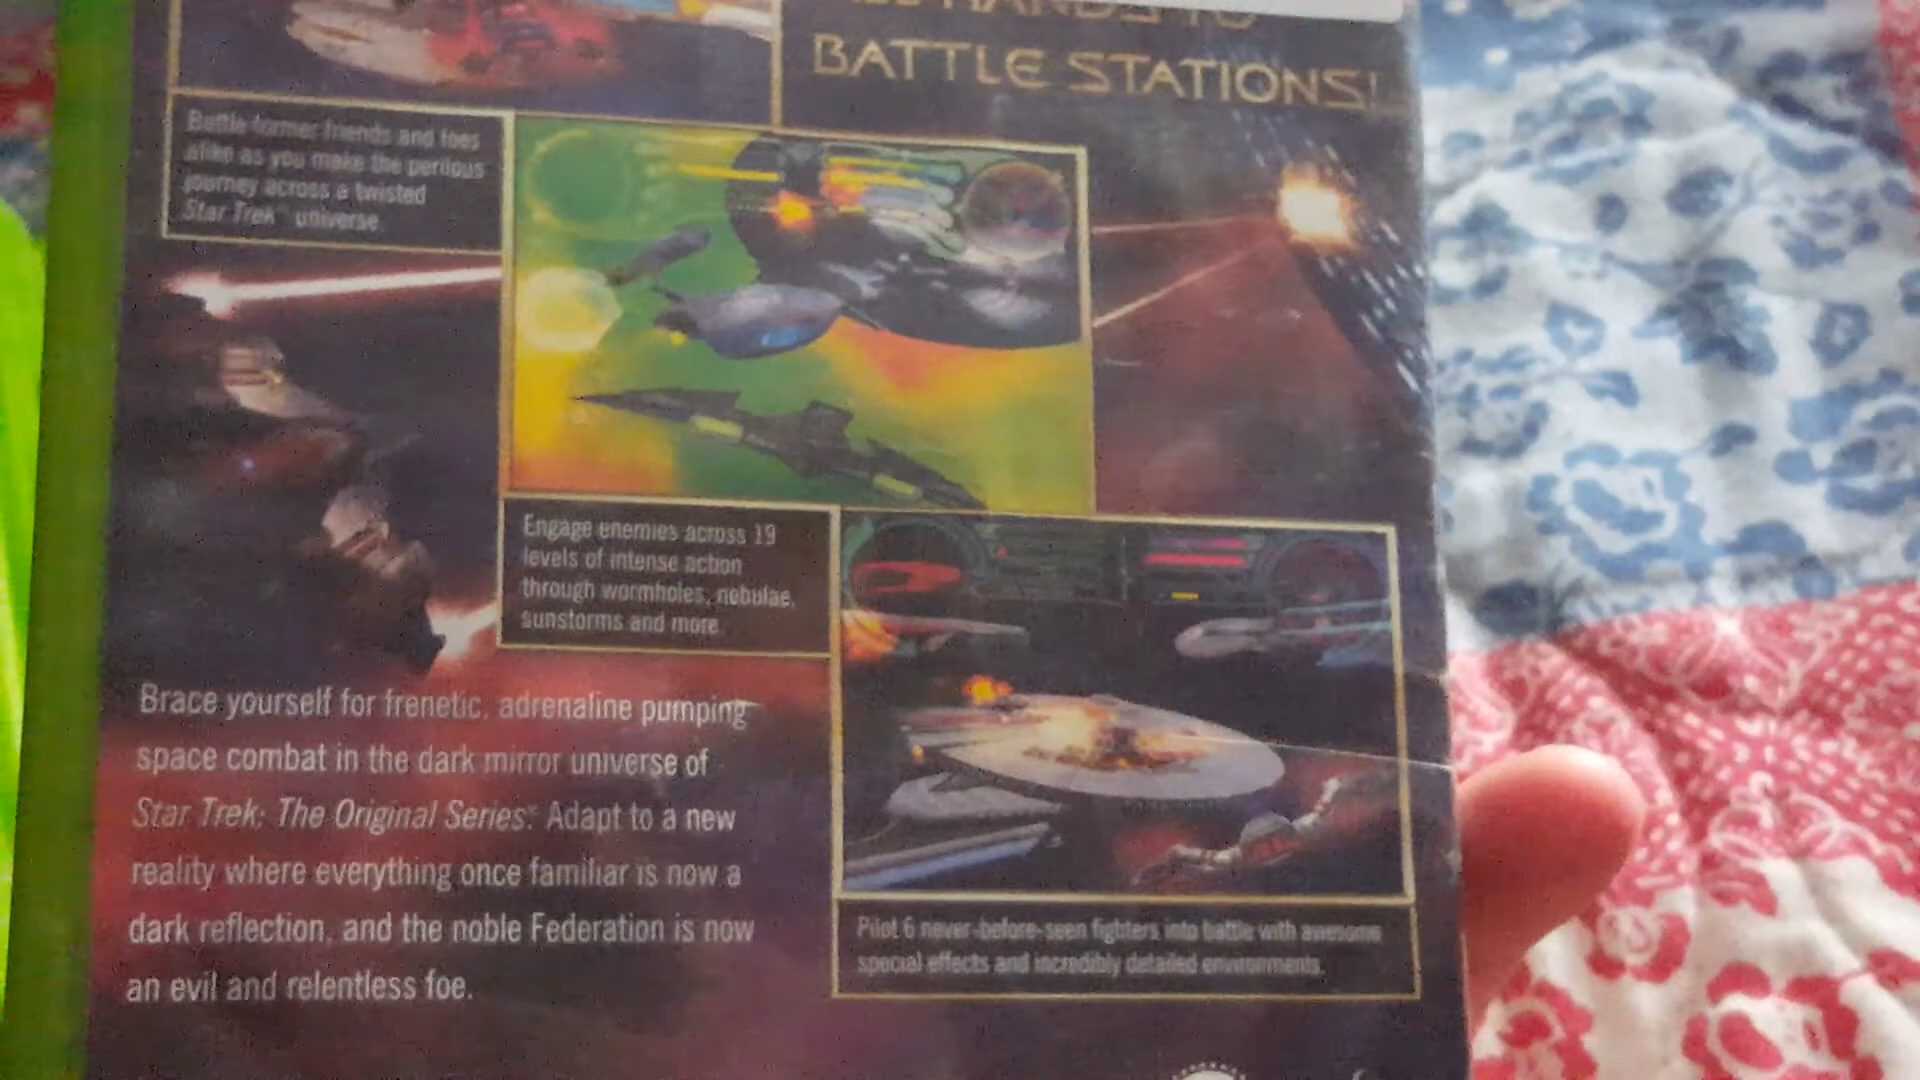 HANDS TO
BATTLE STATIONS!
Battle former friends and foes
alike as you make the perilous
journey across a twisted
Star Trek™ universe.
Engage enemies across 19
levels of intense action
through wormholes, nebulae,
sunstorms and more.
Brace yourself for frenetic, adrenaline pumping
space combat in the dark mirror universe of
Star Trek: The Original Series™. Adapt to a new
reality where everything once familiar is now a
dark reflection, and the noble Federation is now
an evil and relentless foe.
Pilot 6 never-before-seen fighters into battle with awesome
special effects and incredibly detailed environments.